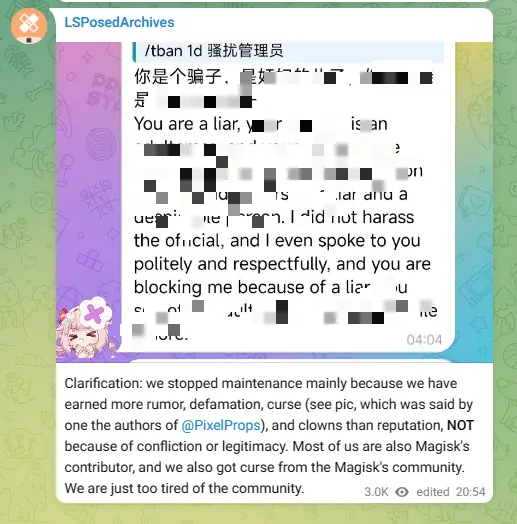 LSPosedArchives
/tban 1d 骚扰管理员
你是个骗子，是
是
You are a liar, is an
liar and a
person. I did not harass
the official, and I even spoke to you
politely and respectfully, and you are
blocking me because of a liar, you
04:04
Clarification: we stopped maintenance mainly because we have
earned more rumor, defamation, curse (see pic, which was said by
one the authors of @PixelProps), and clowns than reputation, NOT
because of confliction or legitimacy. Most of us are also Magisk's
contributor, and we also got curse from the Magisk's community.
We are just too tired of the community.
3.0K edited 20:54